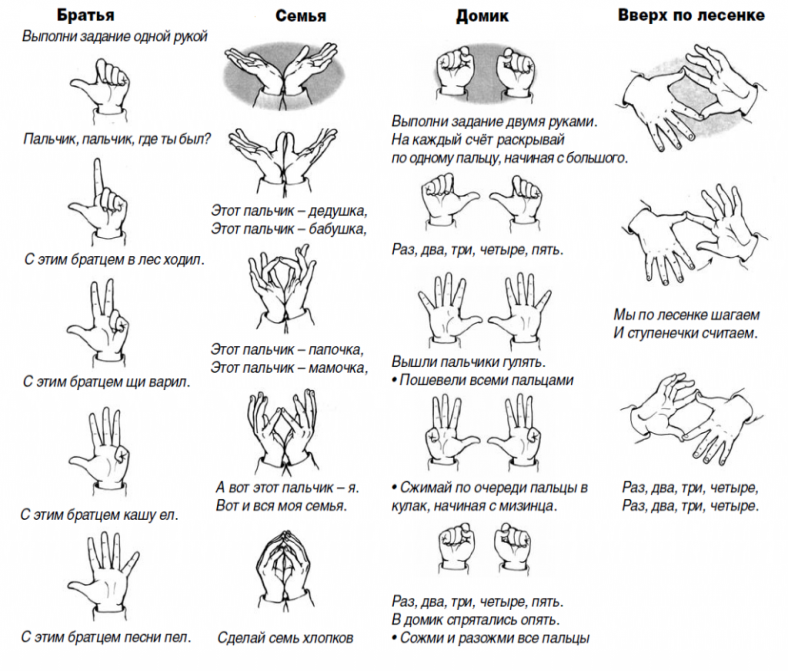 Братья
Выполни задание одной рукой
Пальчик, пальчик, где ты был?
С этим братцем в лес ходил.
С этим братцем щи варил.
С этим братцем кашу ел.
С этим братцем песни пел.
Семья
Этот пальчик – дедушка,
Этот пальчик – бабушка,
Этот пальчик – папочка,
Этот пальчик – мамочка,
А вот этот пальчик – я.
Вот и вся моя семья.
Сделай семь хлопков
Домик
Выполни задание двумя руками.
На каждый счёт раскрывай
по одному пальцу, начиная с большого.
Раз, два, три, четыре, пять.
Вышли пальчики гулять.
• Пошевели всеми пальцами
• Сжимай по очереди пальцы в
кулак, начиная с мизинца.
Раз, два, три, четыре, пять.
В домик спрятались опять.
• Сожми и разожми все пальцы
Вверх по лесенке
Мы по лесенке шагаем
И ступенечки считаем.
Раз, два, три, четыре,
Раз, два, три, четыре.